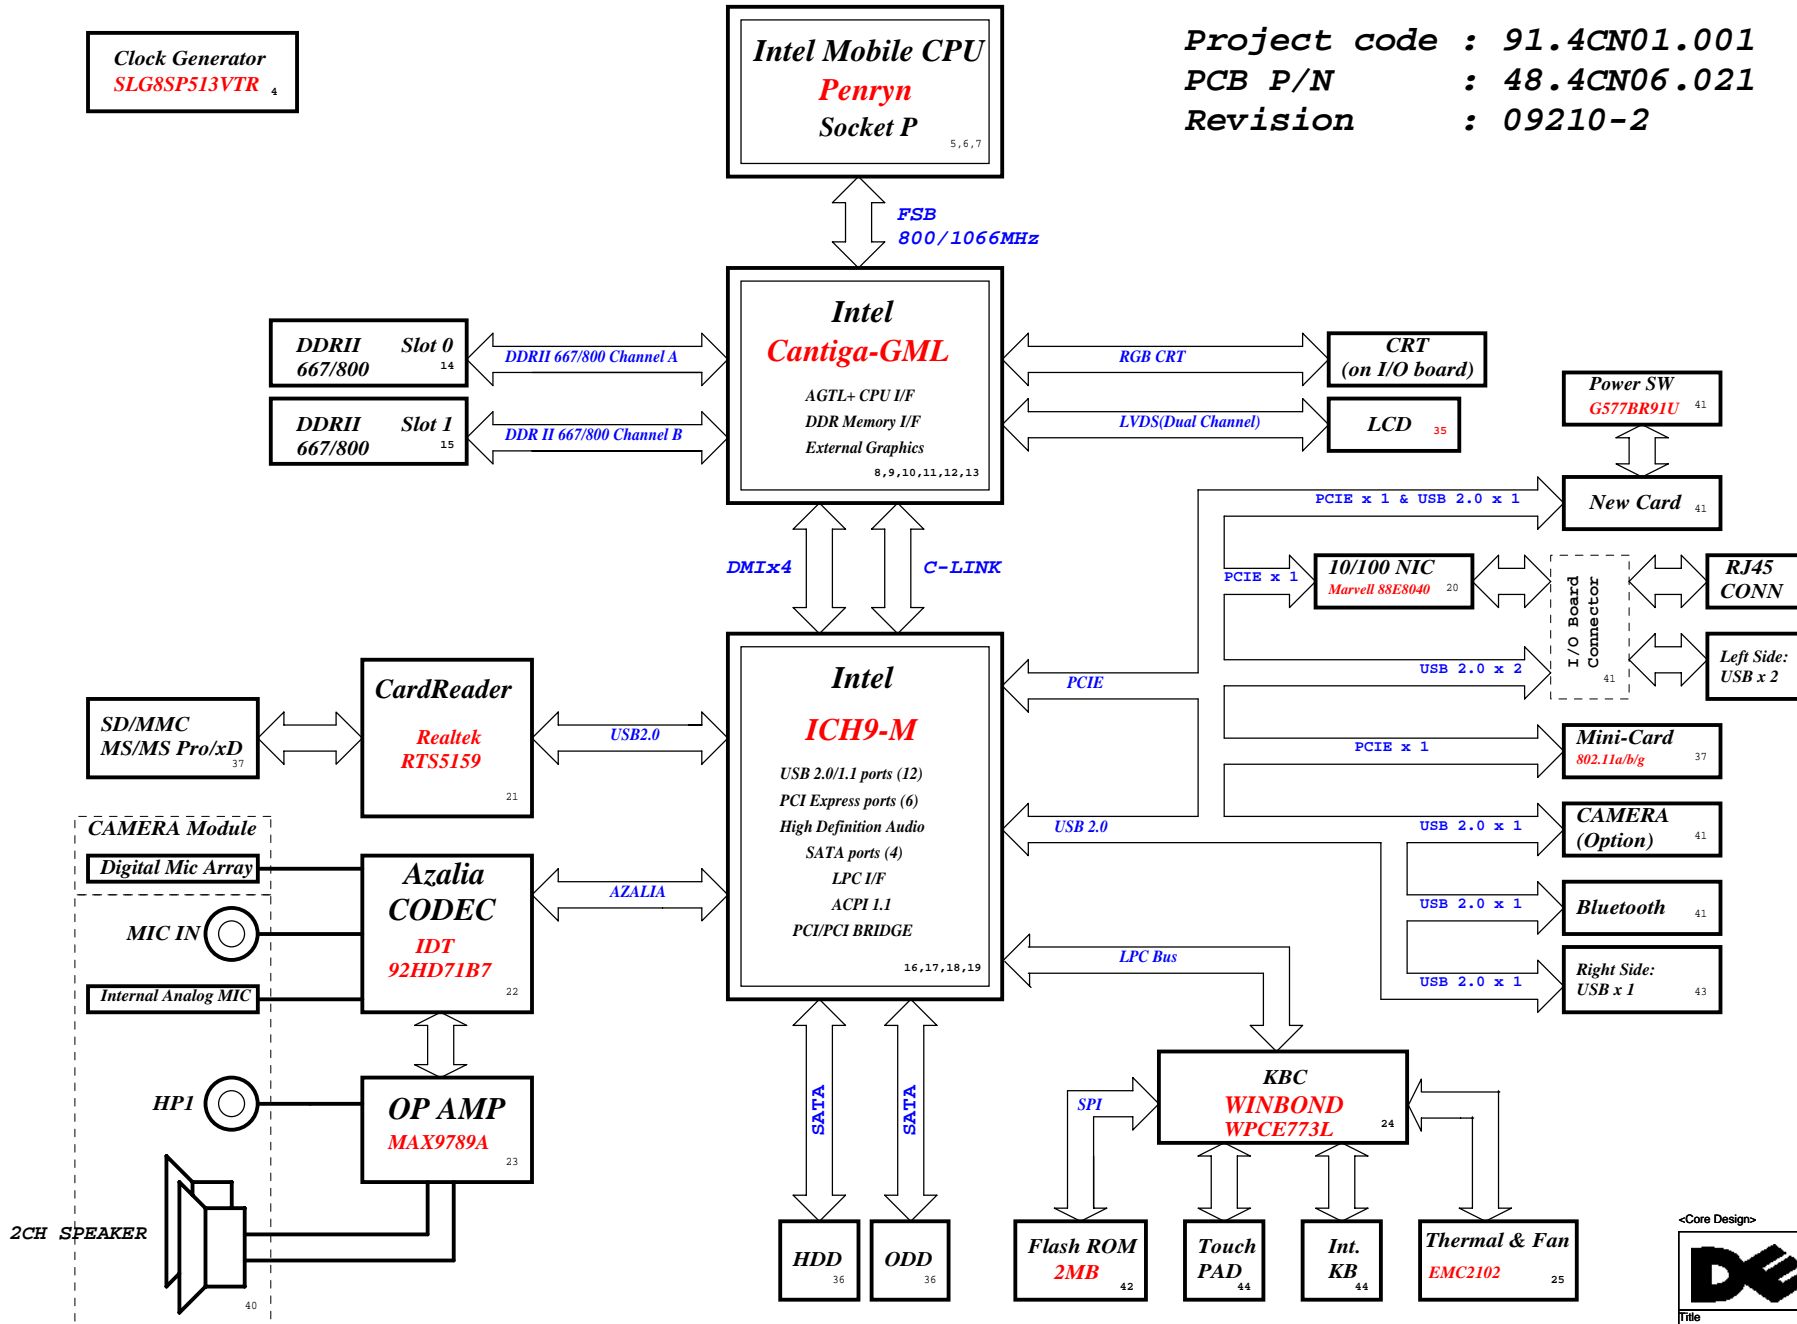 Project code : 91.4CN01.001
PCB P/N : 48.4CN06.021
Revision : 09210-2
Clock Generator
SLG8SP513VTR 4
Intel Mobile CPU
Penryn
Socket P
5,6,7
FSB
800/1066MHz
Intel
Cantiga-GML
AGTL+ CPU I/F
DDR Memory I/F
External Graphics
8,9,10,11,12,13
DDRII Slot 0
667/800 14
DDRII 667/800 Channel A
DDRII Slot 1
667/800 15
DDR II 667/800 Channel B
RGB CRT
CRT
(on I/O board)
LVDS(Dual Channel)
LCD 35
Power SW
G577BR91U 41
PCIE x 1 & USB 2.0 x 1
New Card 41
DMIx4
C-LINK
PCIE x 1
10/100 NIC
Marvell 88E8040 20
I/O Board
Connector
41
RJ45
CONN
USB 2.0 x 2
Left Side:
USB x 2
Intel
ICH9-M
USB 2.0/1.1 ports (12)
PCI Express ports (6)
High Definition Audio
SATA ports (4)
LPC I/F
ACPI 1.1
PCI/PCI BRIDGE
16,17,18,19
PCIE
USB 2.0
LPC Bus
CardReader
Realtek
RTS5159
21
USB2.0
SD/MMC
MS/MS Pro/xD
37
PCIE x 1
Mini-Card
802.11a/b/g 37
USB 2.0 x 1
CAMERA
(Option) 41
USB 2.0 x 1
Bluetooth 41
USB 2.0 x 1
Right Side:
USB x 1 43
CAMERA Module
Digital Mic Array
MIC IN
Internal Analog MIC
Azalia
CODEC
IDT
92HD71B7
22
AZALIA
HP1
OP AMP
MAX9789A
23
2CH SPEAKER
40
SATA
SATA
HDD
36
ODD
36
KBC
WINBOND
WPCE773L 24
SPI
Flash ROM
2MB
42
Touch
PAD
44
Int.
KB
44
Thermal & Fan
EMC2102 25
<Core Design>
DE
Title